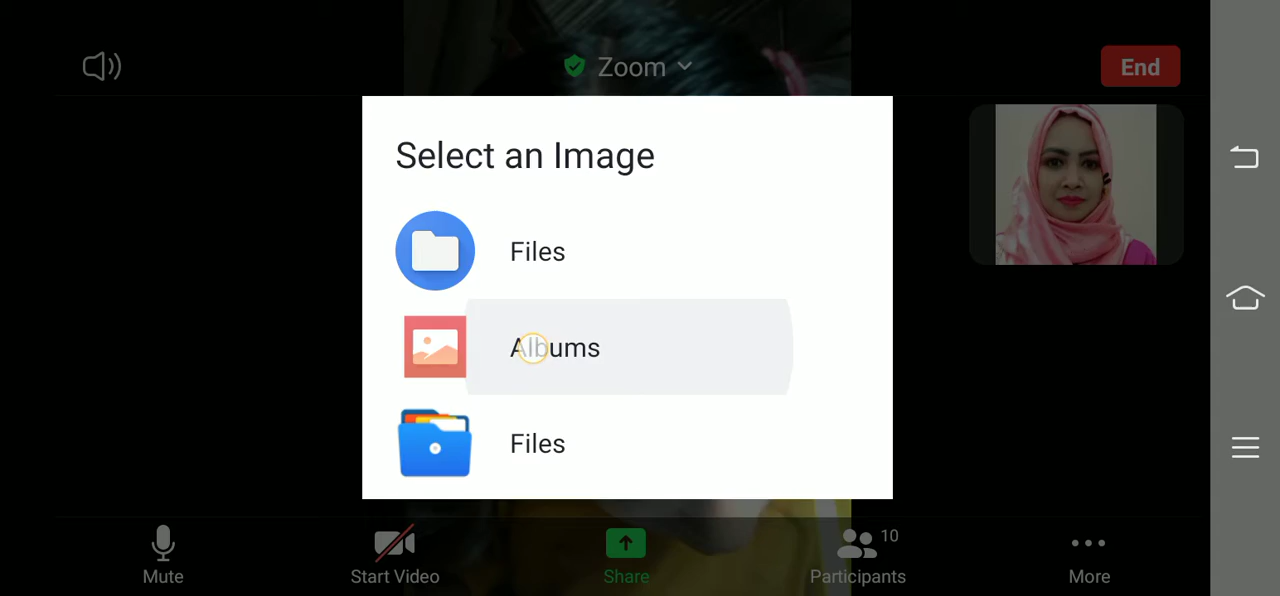 Zoom
End
Select an Image
Files
Albums
Files
10
Mute
Start Video
Share
Participants
More